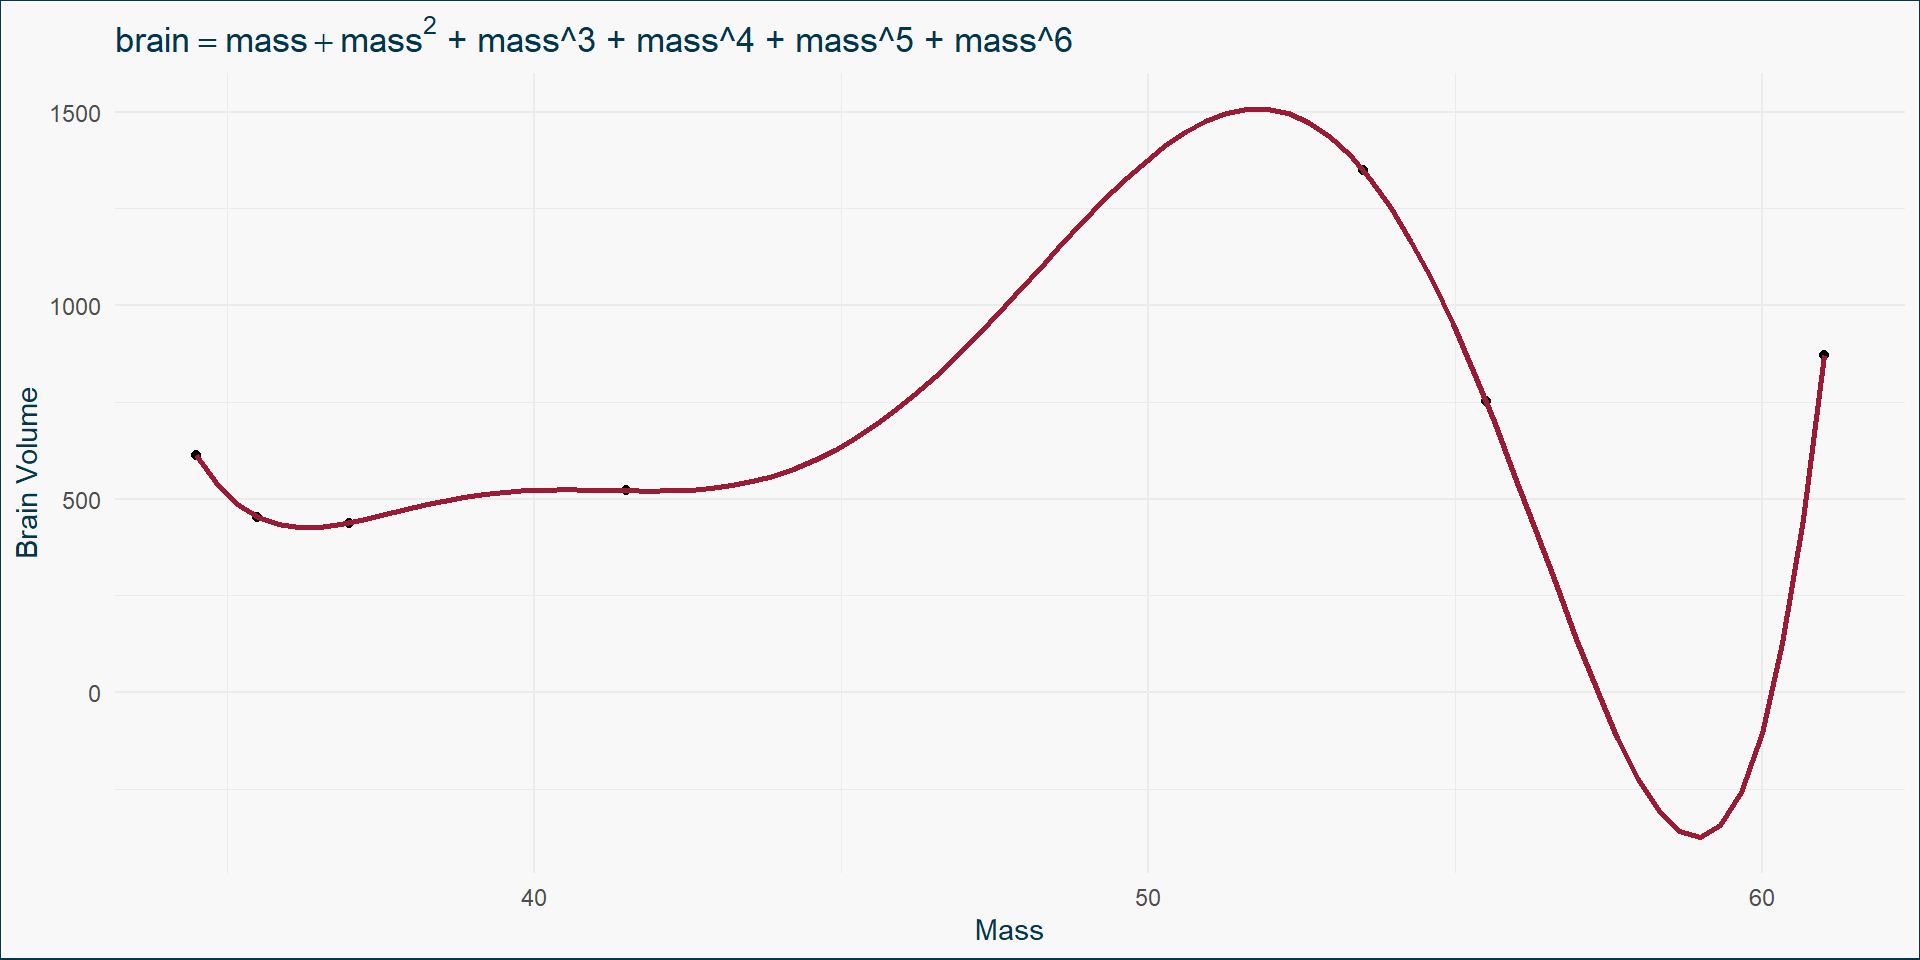 brain = mass + mass² + mass^3 + mass^4 + mass^5 + mass^6
1500
1000
500
0
Brain Volume
40 50 60
Mass